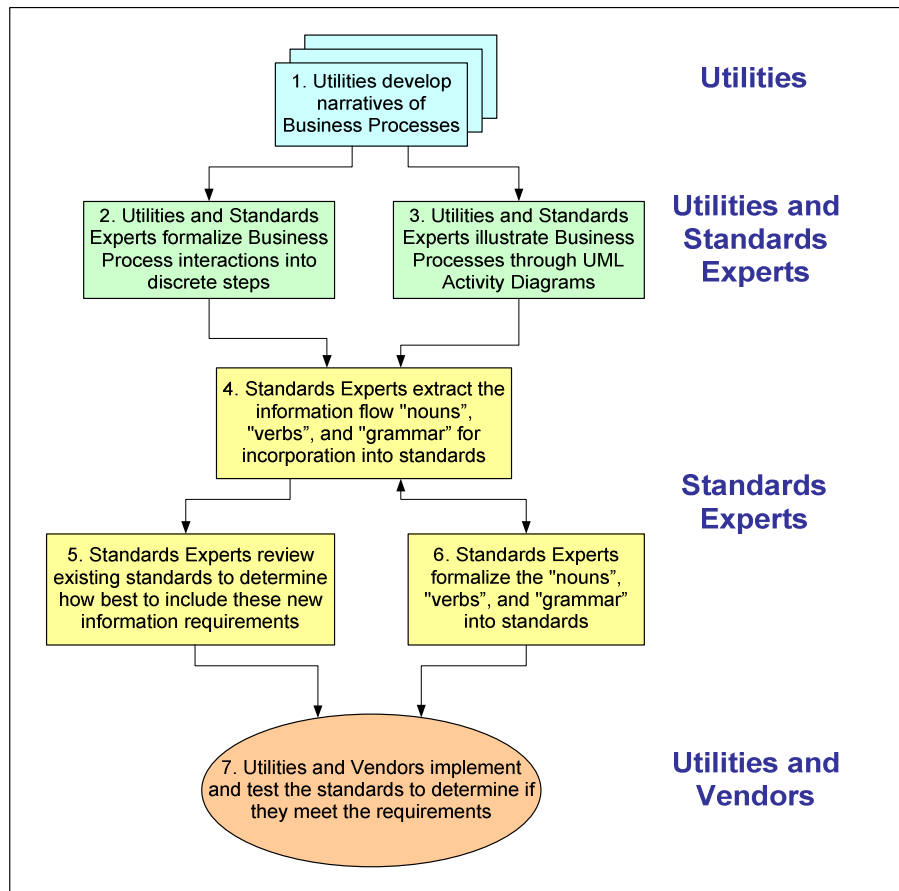 1. Utilities develop
narratives of
Business Processes
Utilities
2. Utilities and Standards
Experts formalize Business
Process interactions into
discrete steps
3. Utilities and Standards
Experts illustrate Business
Processes through UML
Activity Diagrams
Utilities and
Standards
Experts
4. Standards Experts extract the
information flow "nouns”,
"verbs”, and "grammar” for
incorporation into standards
Standards
Experts
5. Standards Experts review
existing standards to determine
how best to include these new
information requirements
6. Standards Experts
formalize the "nouns”,
"verbs”, and "grammar”
into standards
7. Utilities and Vendors implement
and test the standards to determine if
they meet the requirements
Utilities and
Vendors